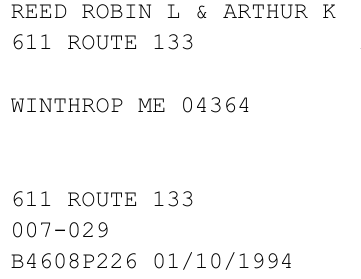 REED ROBIN L & ARTHUR K
611 ROUTE 133
WINTHROP ME 04364
611 ROUTE 133
007-029
B4608P226 01/10/1994